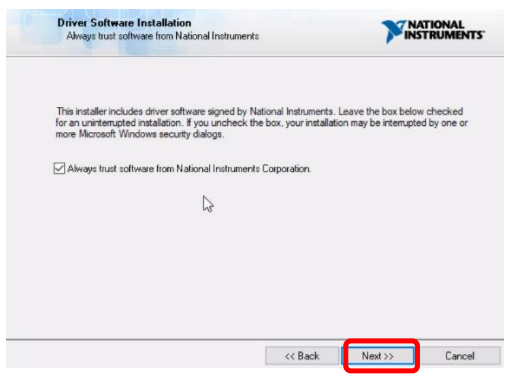 Driver Software Installation
Always trust software from National Instruments
NATIONAL
INSTRUMENTS
This installer includes driver software signed by National Instruments. Leave the box below checked
for an uninterrupted installation. If you uncheck the box, your installation may be interrupted by one or
more Microsoft Windows security dialogs.
Always trust software from National Instruments Corporation.
<< Back
Next >>
Cancel